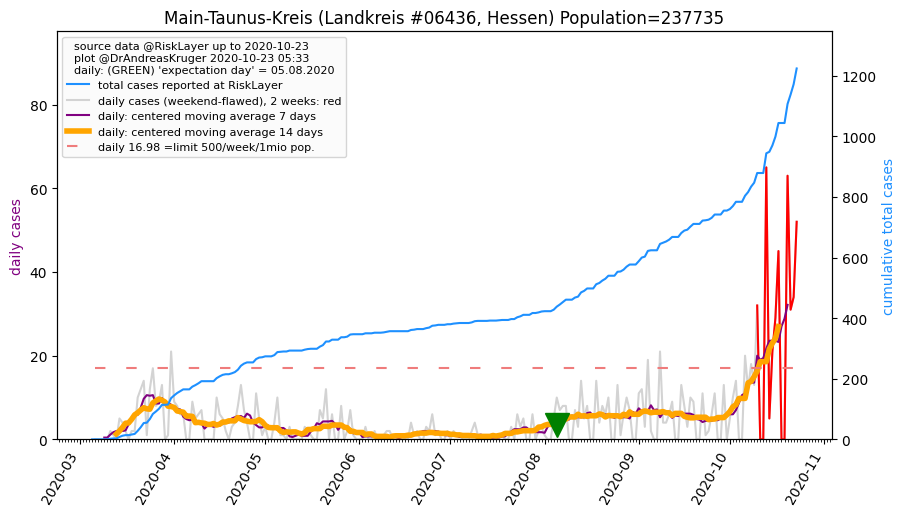 Main-Taunus-Kreis (Landkreis #06436, Hessen) Population=237735
source data @RiskLayer up to 2020-10-23
plot @DrAndreasKruger 2020-10-23 05:33
daily: (GREEN) 'expectation day' = 05.08.2020
total cases reported at RiskLayer
daily cases (weekend-flawed), 2 weeks: red
daily: centered moving average 7 days
daily: centered moving average 14 days
daily 16.98 =limit 500/week/1mio pop.
daily cases
80
60
40
20
0
cumulative total cases
1200
1000
800
600
400
200
0
2020-03
2020-04
2020-05
2020-06
2020-07
2020-08
2020-09
2020-10
2020-11